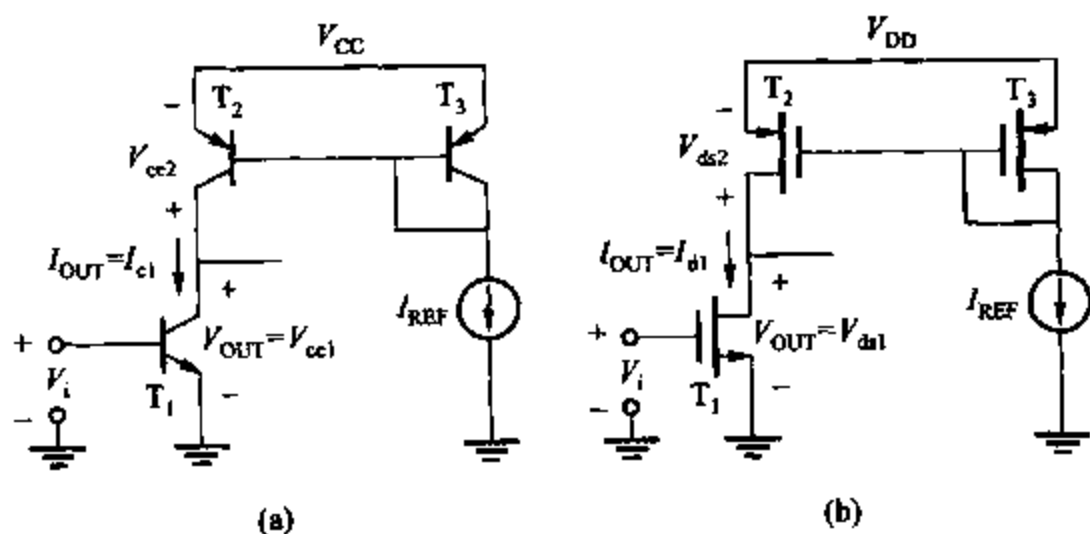 V_CC
T_2
T_3
−
V_ce2
+
I_OUT=I_c1
+
I_REF
+
V_i
−
V_OUT=V_ce1
T_1
−
(a)
V_DD
T_2
T_3
−
V_ds2
+
I_OUT=I_d1
+
I_REF
+
V_i
−
V_OUT=V_ds1
T_1
−
(b)